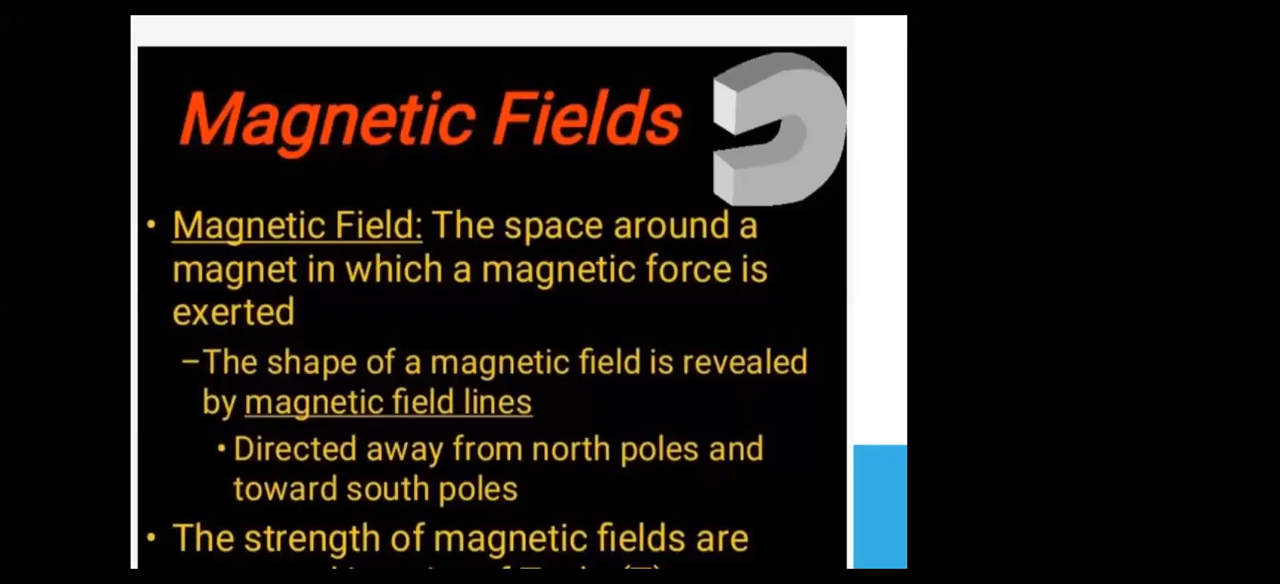 Magnetic Fields
• Magnetic Field: The space around a
magnet in which a magnetic force is
exerted
–The shape of a magnetic field is revealed
by magnetic field lines
• Directed away from north poles and
toward south poles
• The strength of magnetic fields are